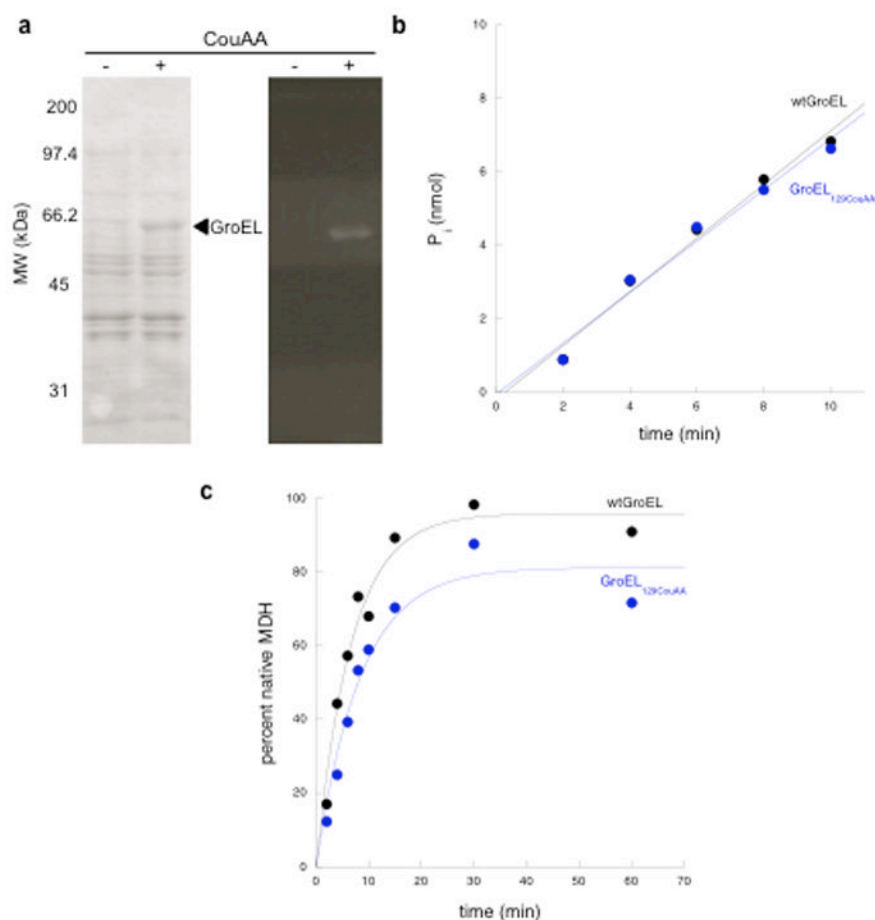 a
CouAA
- +
- +
MW (kDa)
200
97.4
66.2
45
31
GroEL
b
10
8
6
4
2
0
P i (nmol)
wtGroEL
GroEL 129CouAA
0 2 4 6 8 10
time (min)
c
100
80
60
40
20
0
percent native MDH
wtGroEL
GroEL 129CouAA
0 10 20 30 40 50 60 70
time (min)